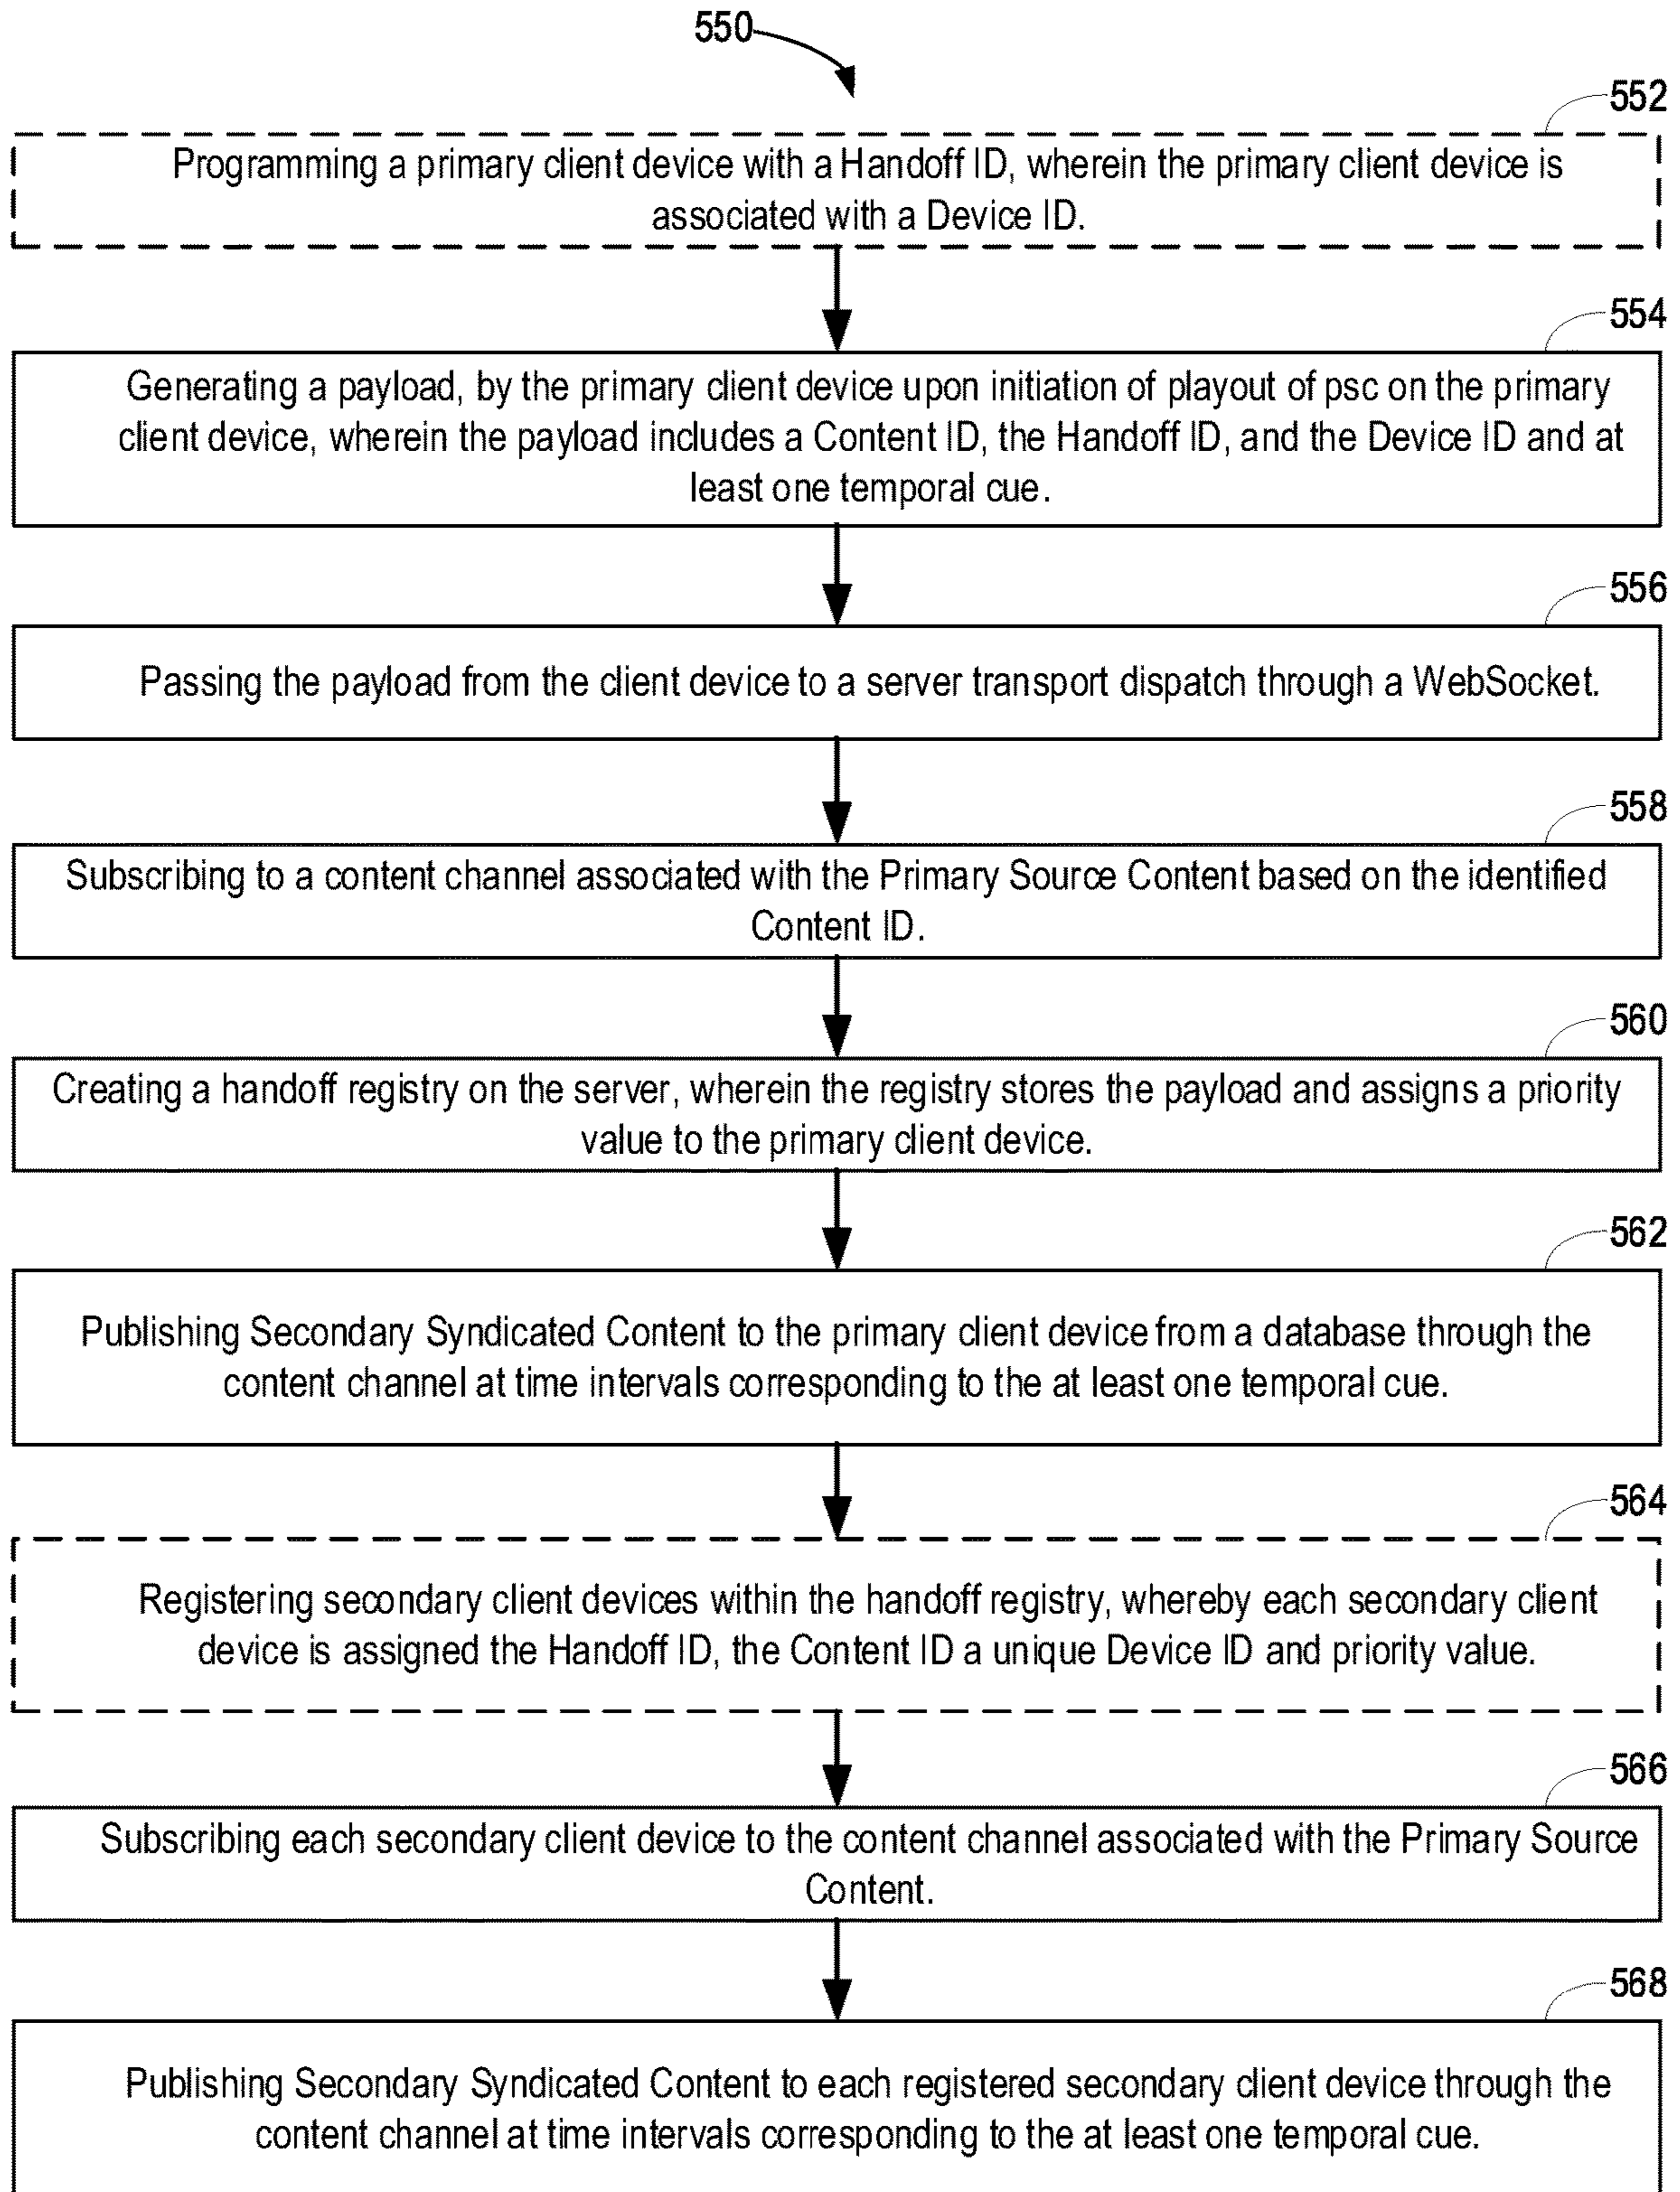 550
552
Programming a primary client device with a Handoff ID, wherein the primary client device is
associated with a Device ID.
554
Generating a payload, by the primary client device upon initiation of playout of psc on the primary
client device, wherein the payload includes a Content ID, the Handoff ID, and the Device ID and at
least one temporal cue.
556
Passing the payload from the client device to a server transport dispatch through a WebSocket.
558
Subscribing to a content channel associated with the Primary Source Content based on the identified
Content ID.
560
Creating a handoff registry on the server, wherein the registry stores the payload and assigns a priority
value to the primary client device.
562
Publishing Secondary Syndicated Content to the primary client device from a database through the
content channel at time intervals corresponding to the at least one temporal cue.
564
Registering secondary client devices within the handoff registry, whereby each secondary client
device is assigned the Handoff ID, the Content ID a unique Device ID and priority value.
566
Subscribing each secondary client device to the content channel associated with the Primary Source
Content.
568
Publishing Secondary Syndicated Content to each registered secondary client device through the
content channel at time intervals corresponding to the at least one temporal cue.